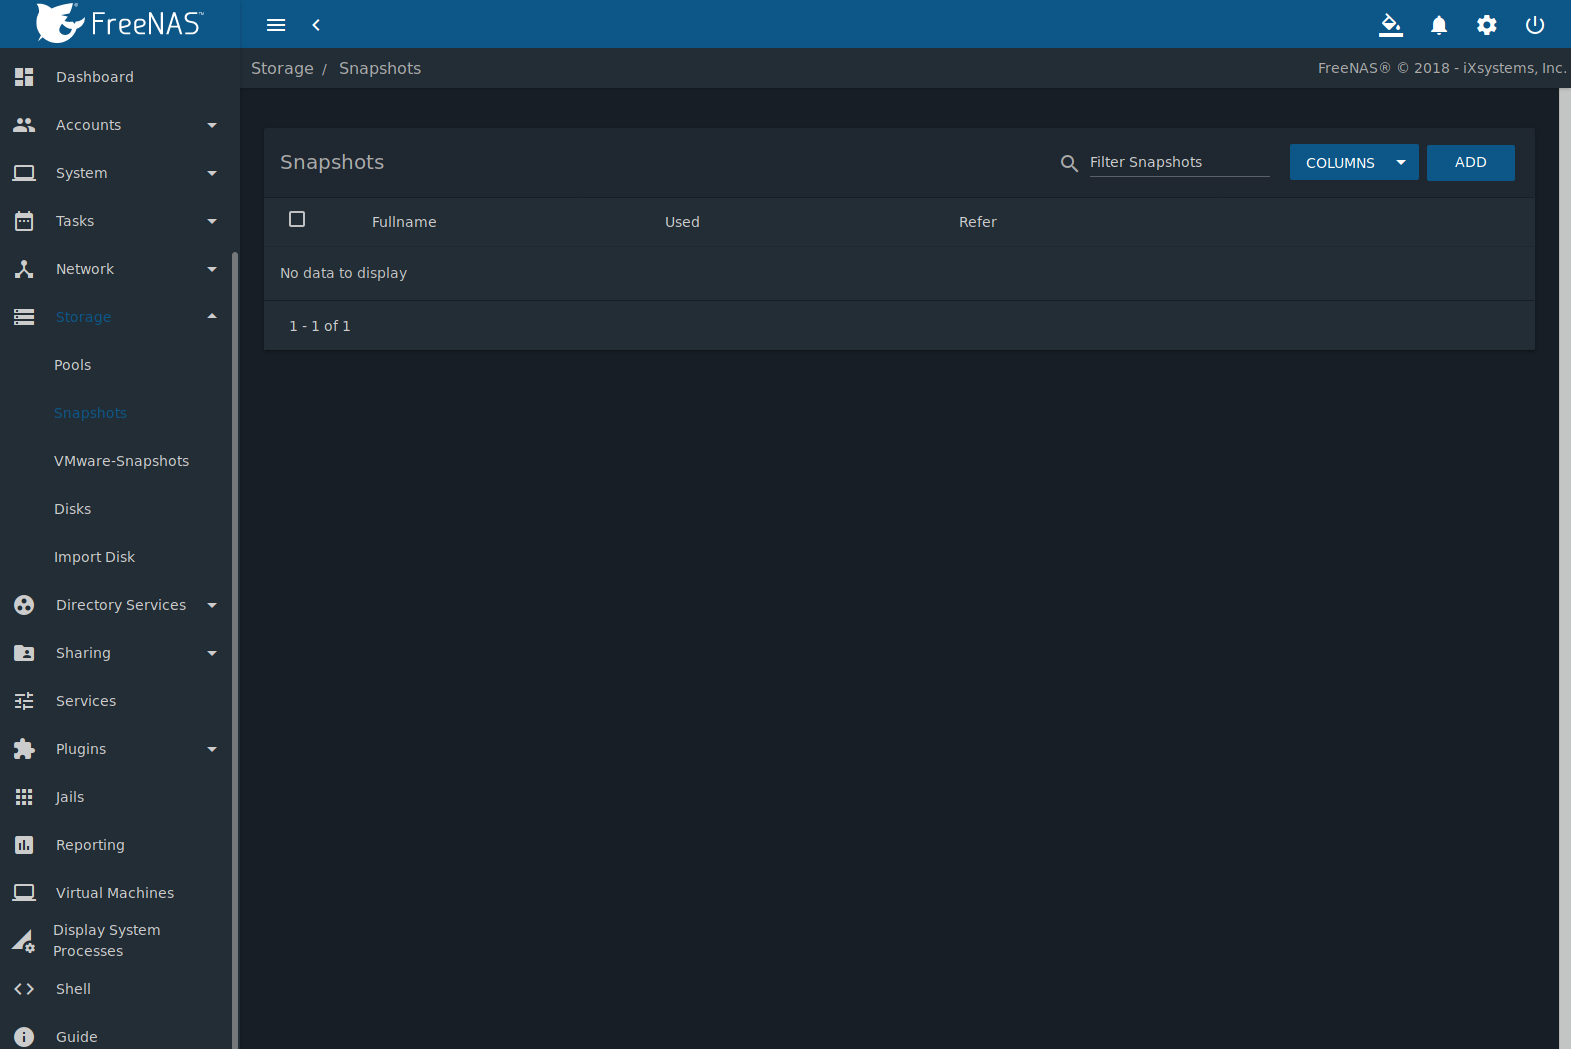 FreeNAS™
Storage / Snapshots
FreeNAS® © 2018 - iXsystems, Inc.
Dashboard
Accounts
System
Tasks
Network
Storage
Pools
Snapshots
VMware-Snapshots
Disks
Import Disk
Directory Services
Sharing
Services
Plugins
Jails
Reporting
Virtual Machines
Display System
Processes
Shell
Guide
Snapshots
Filter Snapshots
COLUMNS
ADD
Fullname Used Refer
No data to display
1 - 1 of 1